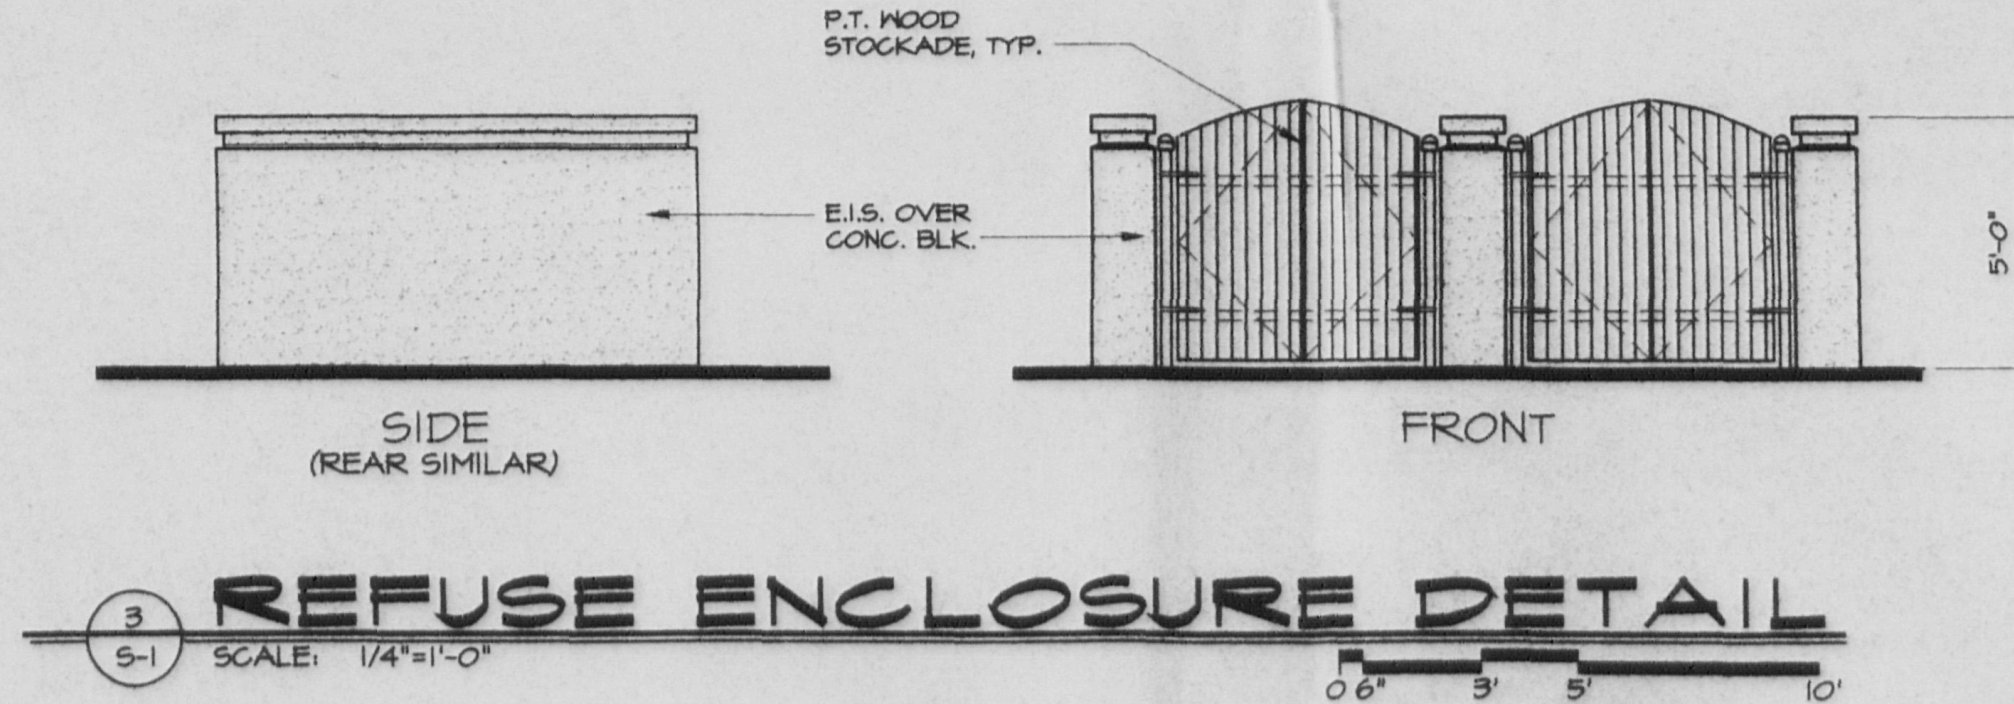 P.T. WOOD
STOCKADE, TYP.
E.I.S. OVER
CONC. BLK.
5'-0"
SIDE
(REAR SIMILAR)
FRONT
3
S-1
REFUSE ENCLOSURE DETAIL
SCALE: 1/4"=1'-0"
0 6" 3' 5' 10'